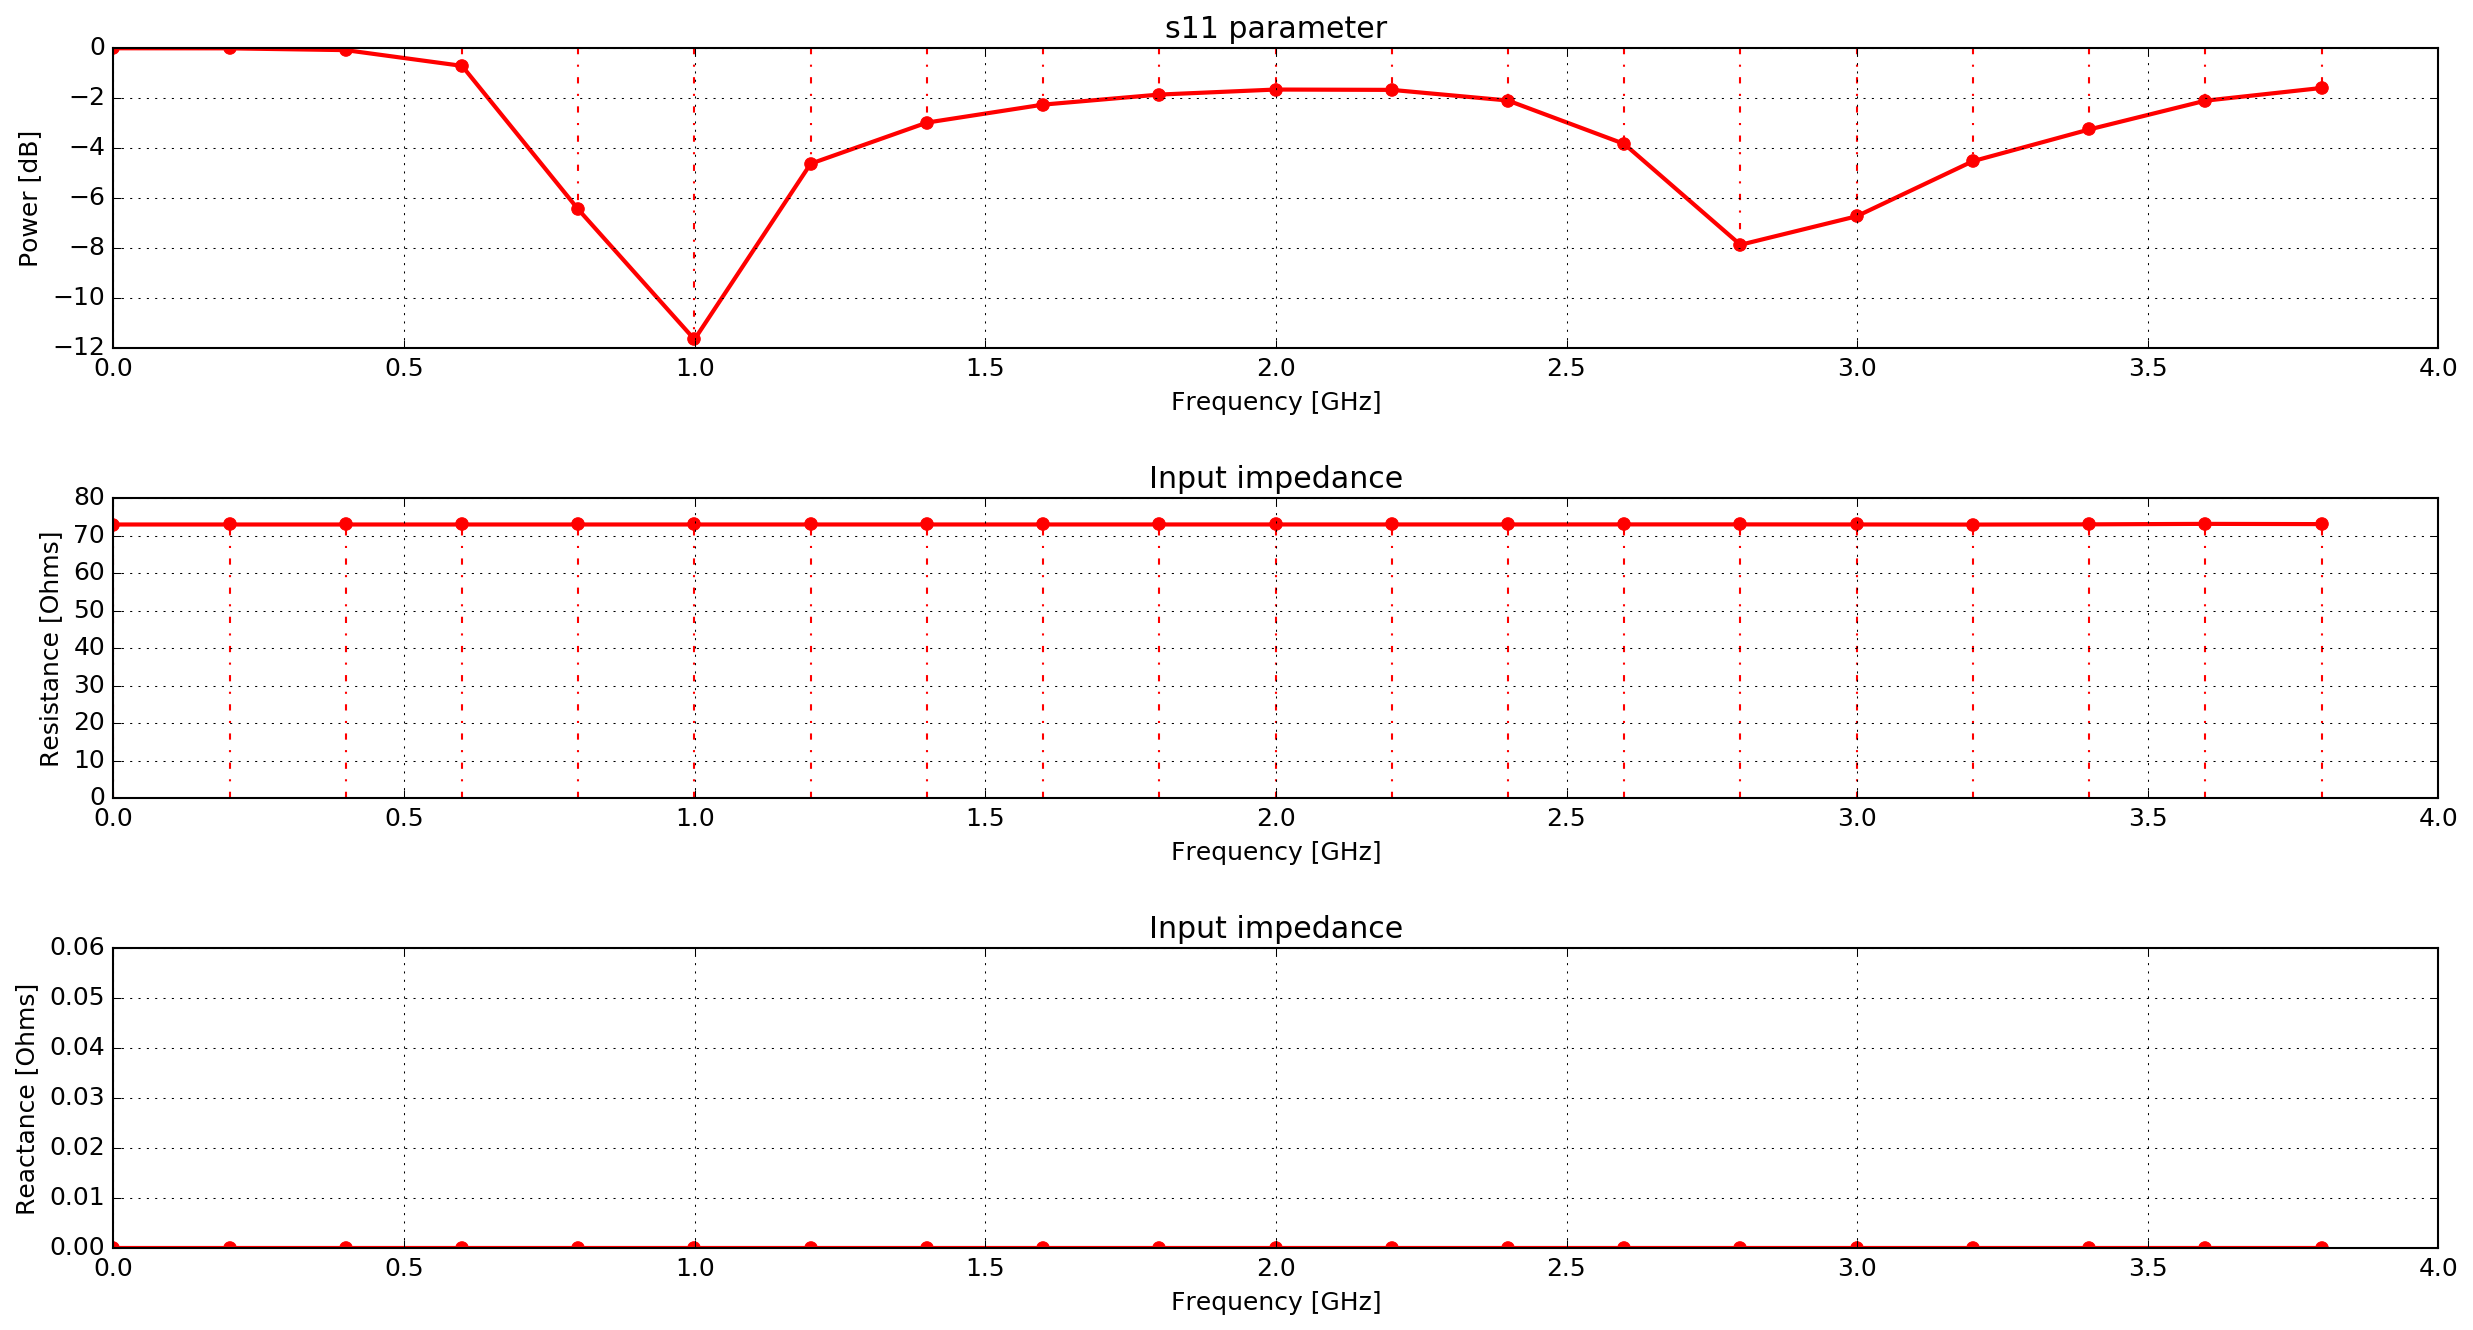 s11 parameter
0
−2
−4
−6
−8
−10
−12
Power [dB]
0.0 0.5 1.0 1.5 2.0 2.5 3.0 3.5 4.0
Frequency [GHz]
Input impedance
80
70
60
50
40
30
20
10
0
Resistance [Ohms]
0.0 0.5 1.0 1.5 2.0 2.5 3.0 3.5 4.0
Frequency [GHz]
Input impedance
0.06
0.05
0.04
0.03
0.02
0.01
0.00
Reactance [Ohms]
0.0 0.5 1.0 1.5 2.0 2.5 3.0 3.5 4.0
Frequency [GHz]